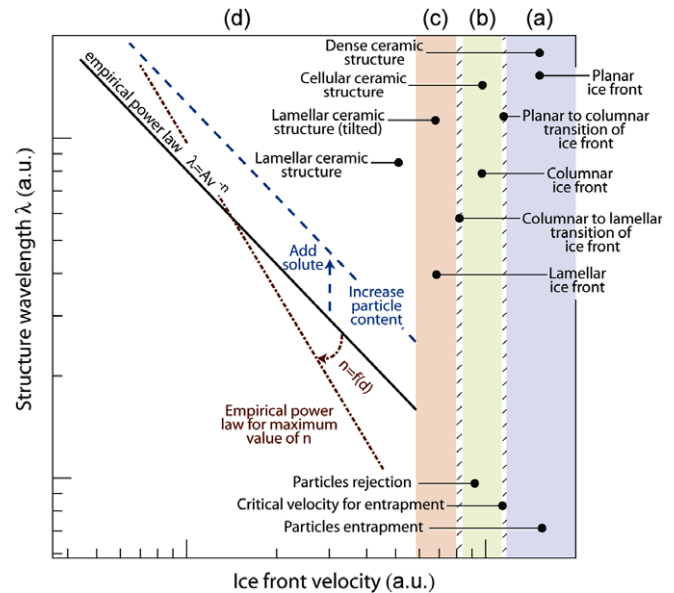 (d)
(c)
(b)
(a)
Dense ceramic
structure
Planar
ice front
Cellular ceramic
structure
Lamellar ceramic
structure (tilted)
Planar to columnar
transition of
ice front
Lamellar ceramic
structure
Columnar
ice front
Columnar to lamellar
transition of
ice front
Lamellar
ice front
empirical power law λ=Av⁻ⁿ
Add
solute
Increase
particle
content
n=f(d)
Empirical power
law for maximum
value of n
Particles rejection
Critical velocity for entrapment
Particles entrapment
Structure wavelength λ (a.u.)
Ice front velocity (a.u.)